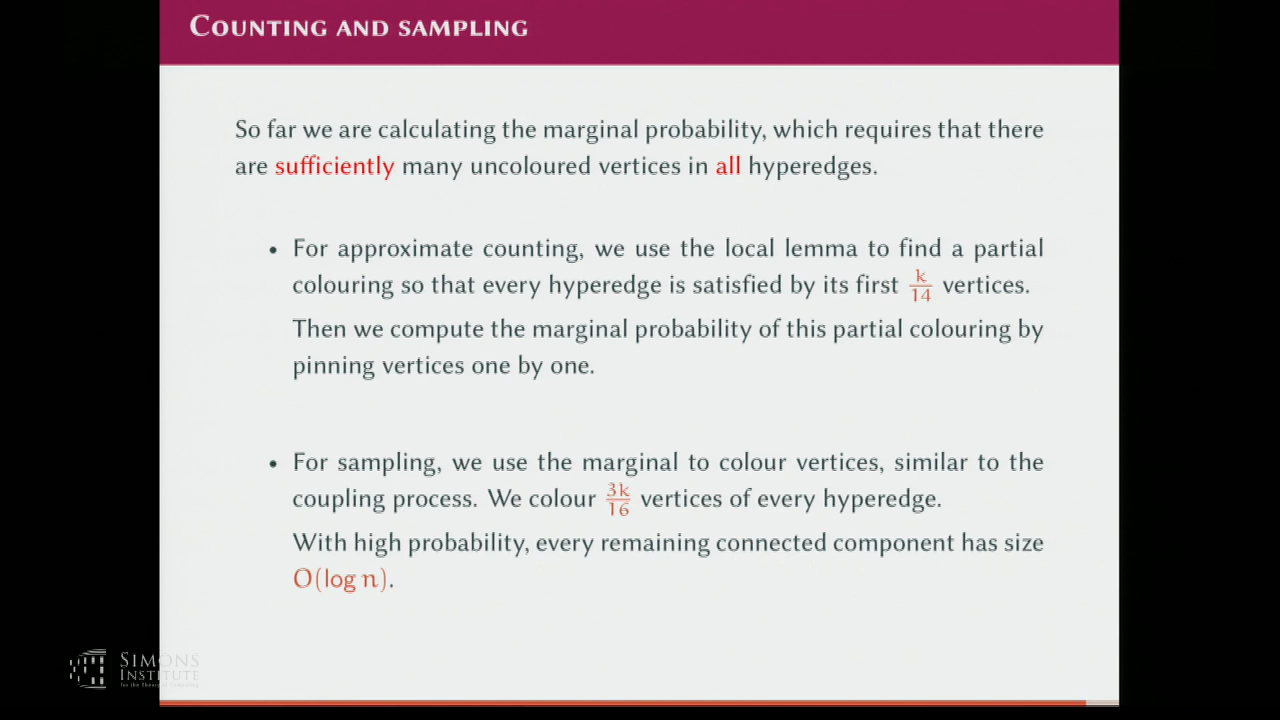 COUNTING AND SAMPLING
So far we are calculating the marginal probability, which requires that there
are sufficiently many uncoloured vertices in all hyperedges.
• For approximate counting, we use the local lemma to find a partial
colouring so that every hyperedge is satisfied by its first k/14 vertices.
Then we compute the marginal probability of this partial colouring by
pinning vertices one by one.
• For sampling, we use the marginal to colour vertices, similar to the
coupling process. We colour 3k/16 vertices of every hyperedge.
With high probability, every remaining connected component has size
O(log n).
SIMONS
INSTITUTE
for the Theory of Computing